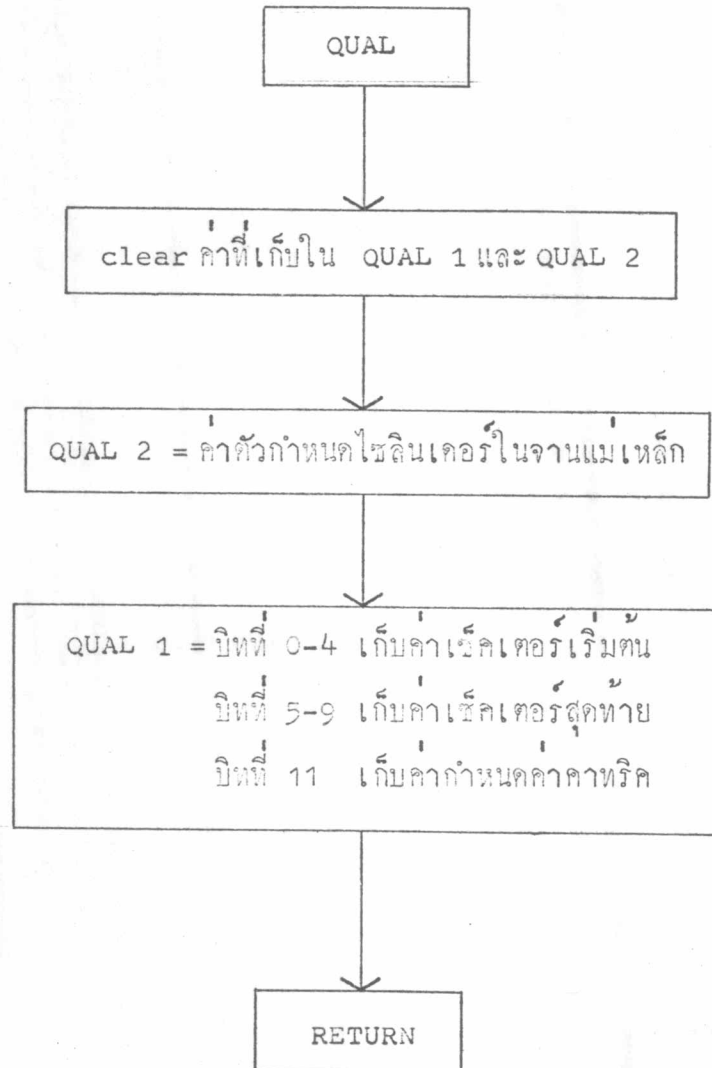 QUAL
clear ค่าที่เก็บใน QUAL 1 และ QUAL 2
QUAL 2 = ค่าตัวกำหนดไซลินเดอร์ในจานแม่เหล็ก
QUAL 1 = บิทที่ 0-4 เก็บค่าเซ็คเตอร์เริ่มต้น
บิทที่ 5-9 เก็บค่าเซ็คเตอร์สุดท้าย
บิทที่ 11 เก็บค่ากำหนดค่าคาทริค
RETURN